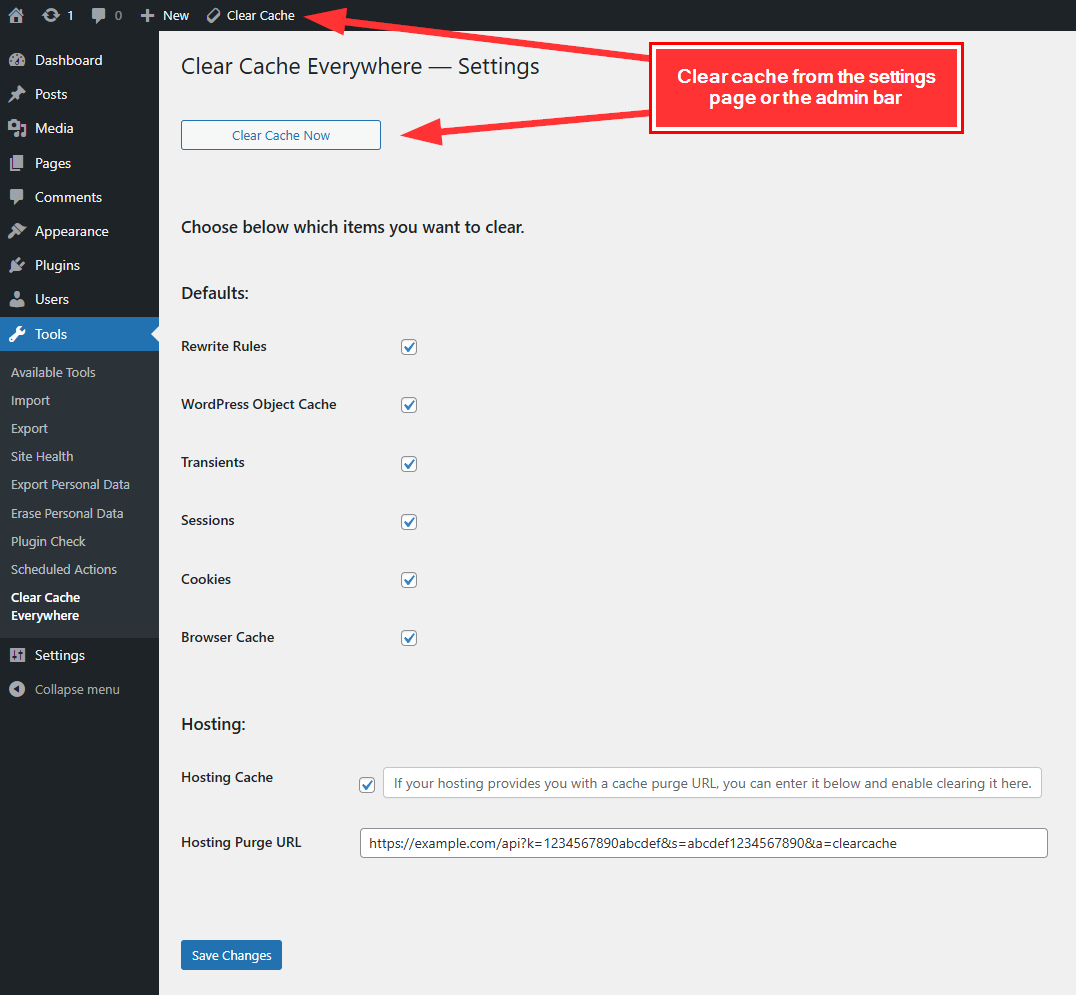 1 0 New Clear Cache
Dashboard
Posts
Media
Pages
Comments
Appearance
Plugins
Users
Tools
Available Tools
Import
Export
Site Health
Export Personal Data
Erase Personal Data
Plugin Check
Scheduled Actions
Clear Cache
Everywhere
Settings
Collapse menu
Clear Cache Everywhere — Settings
Clear cache from the settings
page or the admin bar
Clear Cache Now
Choose below which items you want to clear.
Defaults:
Rewrite Rules
WordPress Object Cache
Transients
Sessions
Cookies
Browser Cache
Hosting:
Hosting Cache
If your hosting provides you with a cache purge URL, you can enter it below and enable clearing it here.
Hosting Purge URL
https://example.com/api?k=1234567890abcdef&s=abcdef1234567890&a=clearcache
Save Changes